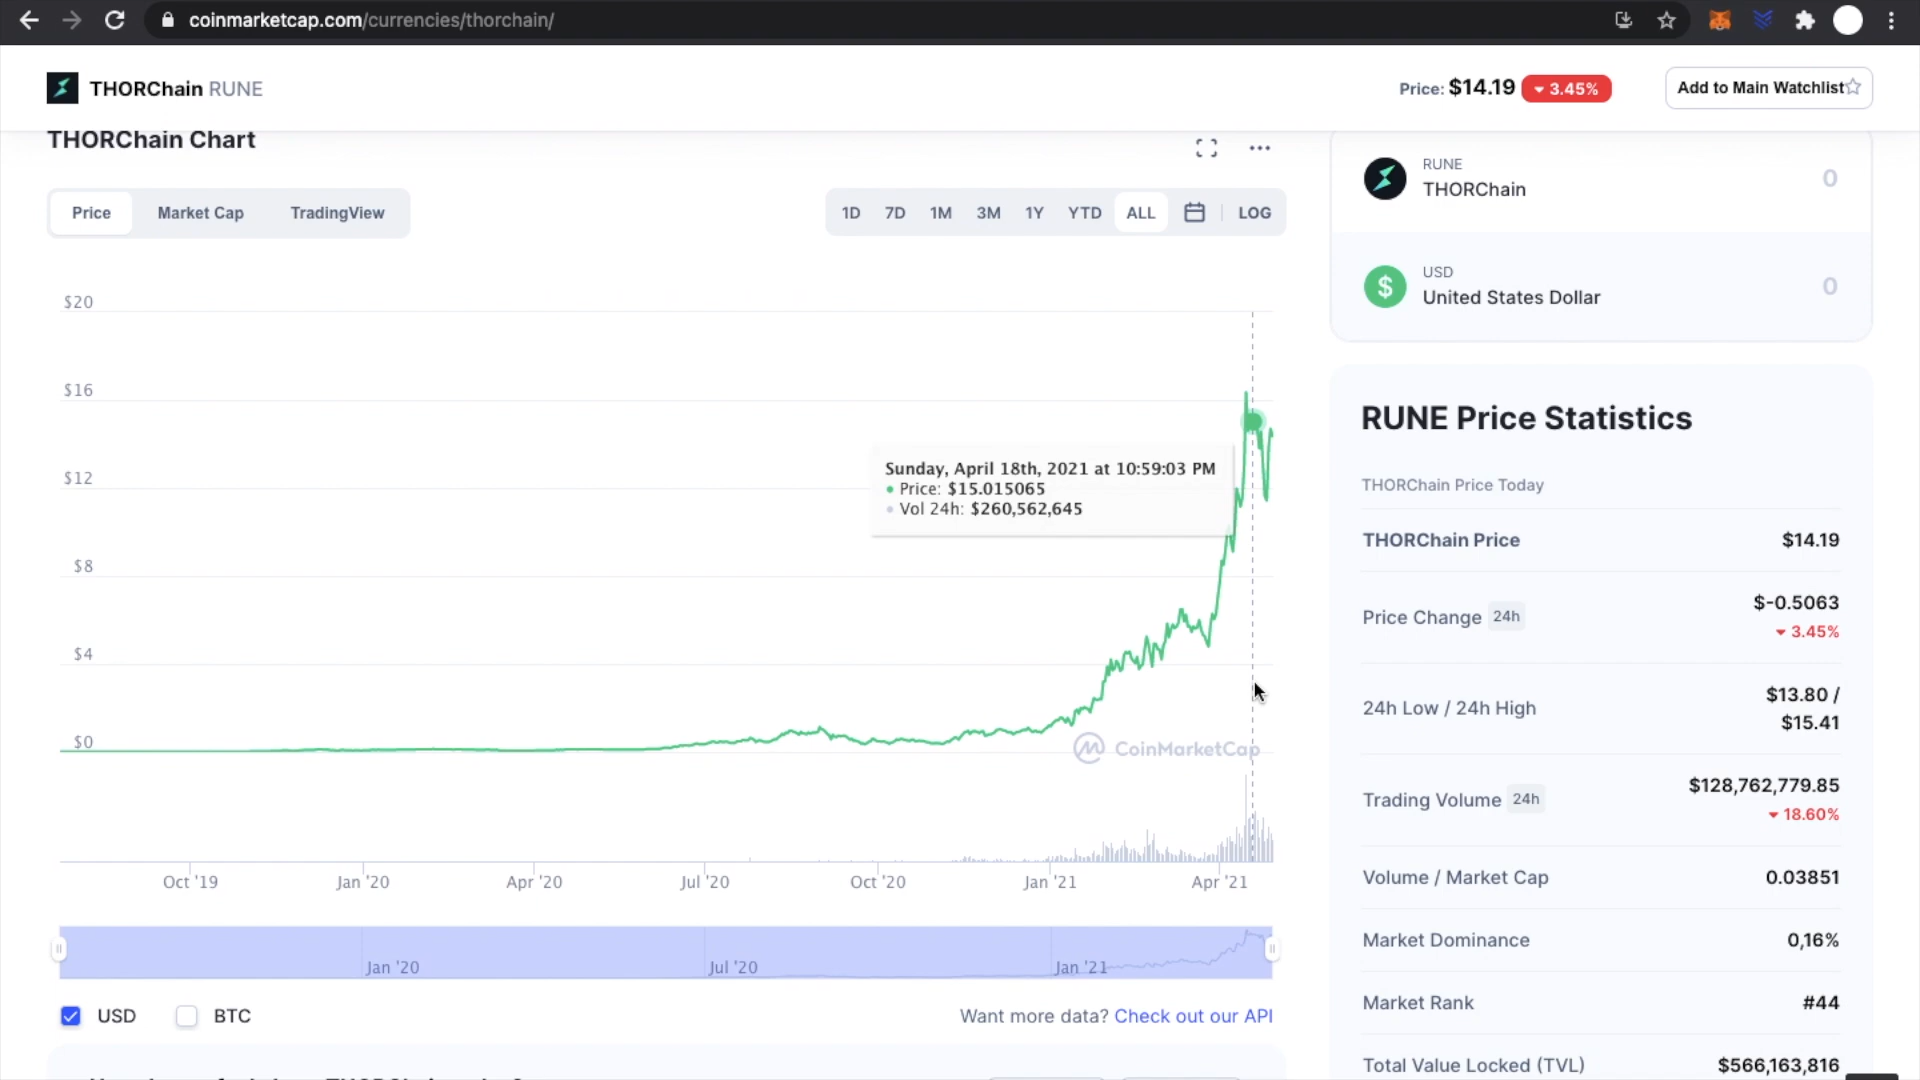 coinmarketcap.com/currencies/thorchain/
THORChain RUNE
Price: $14.19 3.45%
Add to Main Watchlist
THORChain Chart
Price Market Cap TradingView
1D 7D 1M 3M 1Y YTD ALL LOG
$20
$16
$12
$8
$4
$0
Sunday, April 18th, 2021 at 10:59:03 PM
Price: $15.015065
Vol 24h: $260,562,645
CoinMarketCap
Oct '19 Jan '20 Apr '20 Jul '20 Oct '20 Jan '21 Apr '21
Jan '20 Jul '20 Jan '21
USD BTC
Want more data? Check out our API
RUNE
THORChain
0
USD
United States Dollar
0
RUNE Price Statistics
THORChain Price Today
THORChain Price $14.19
Price Change 24h $-0.5063
3.45%
24h Low / 24h High $13.80 /
$15.41
Trading Volume 24h $128,762,779.85
18.60%
Volume / Market Cap 0.03851
Market Dominance 0,16%
Market Rank #44
Total Value Locked (TVL) $566,163,816